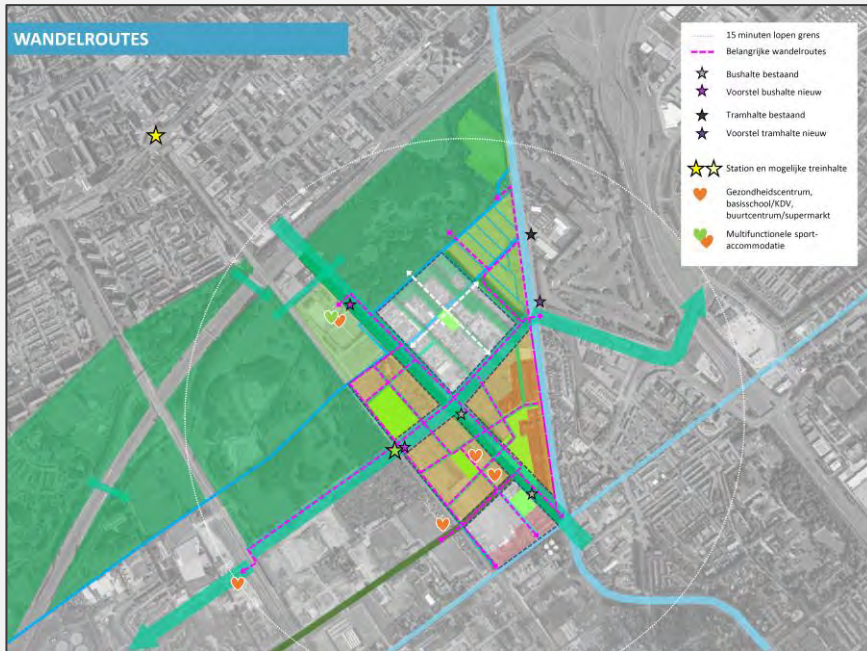 WANDELROUTES
15 minuten lopen grens
Belangrijke wandelroutes
Bushalte bestaand
Voorstel bushalte nieuw
Tramhalte bestaand
Voorstel tramhalte nieuw
Station en mogelijke treinhalte
Gezondheidscentrum,
basisschool/KDV,
buurtcentrum/supermarkt
Multifunctionele sport-
accommodatie